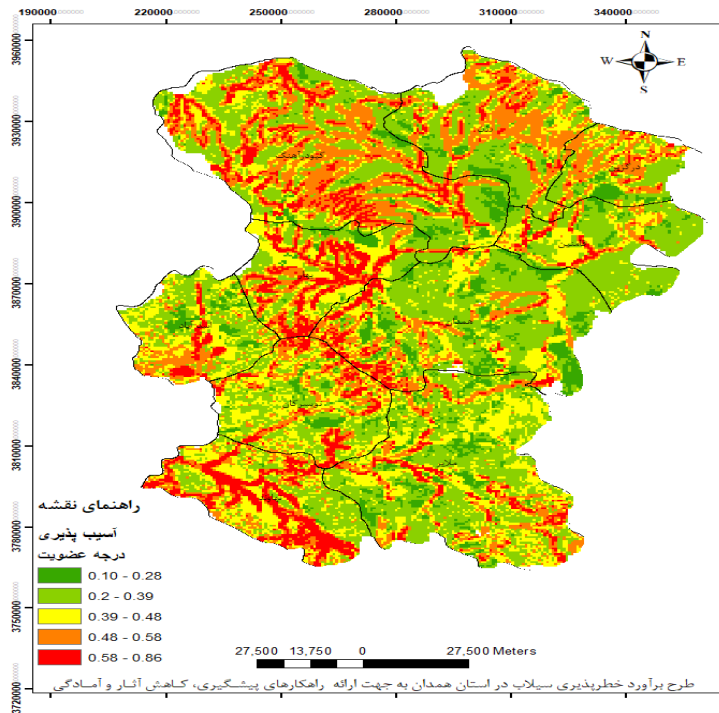 190000 220000 250000 280000 310000 340000
N
W E
S
3960000
3930000
3900000
3870000
3840000
3810000
3780000
3750000
3720000
راهنمای نقشه
آسیب پذیری
درجه عضویت
0.10 - 0.28
0.2 - 0.39
0.39 - 0.48
0.48 - 0.58
0.58 - 0.86
27,500 13,750 0 27,500 Meters
طرح برآورد خطرپذیری سیلاب در استان همدان به جهت ارائه راهکارهای پیشگیری، کاهش آثار و آمادگی